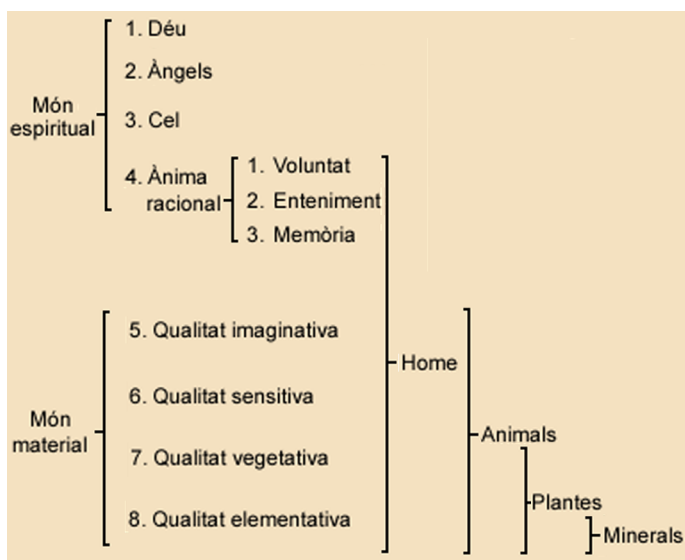 Món
espiritual
1. Déu
2. Àngels
3. Cel
4. Ànima
racional
1. Voluntat
2. Enteniment
3. Memòria
Món
material
5. Qualitat imaginativa
6. Qualitat sensitiva
7. Qualitat vegetativa
8. Qualitat elementativa
Home
Animals
Plantes
Minerals